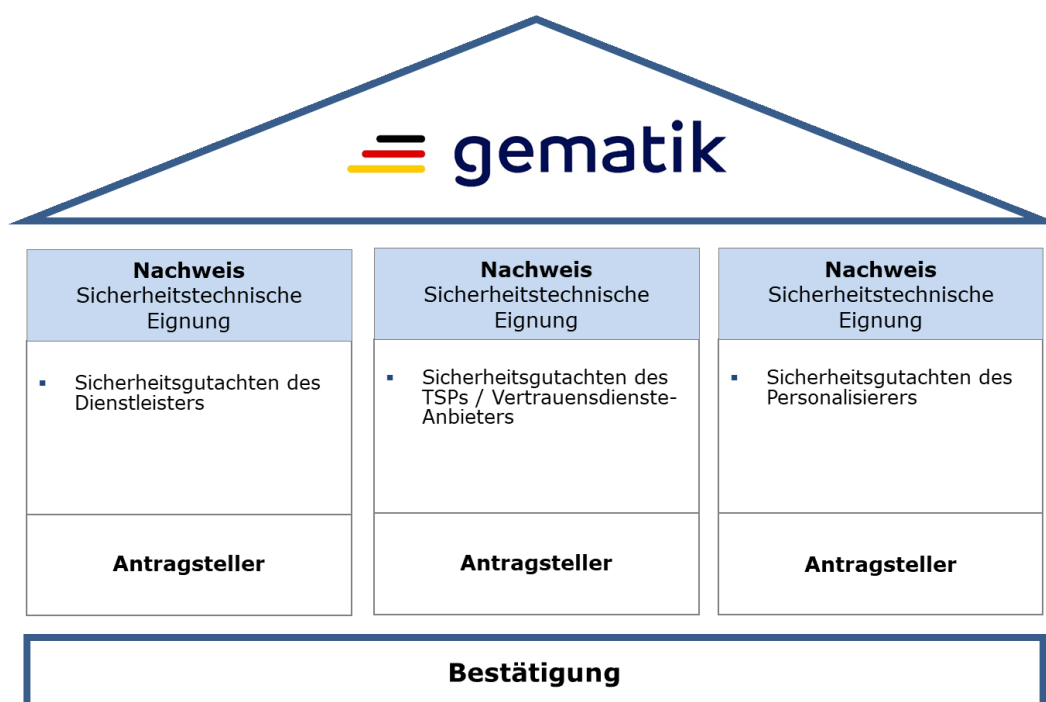 gematik
Nachweis
Sicherheitstechnische
Eignung
▪ Sicherheitsgutachten des
Dienstleisters
Antragsteller
Nachweis
Sicherheitstechnische
Eignung
▪ Sicherheitsgutachten des
TSPs / Vertrauensdienste-
Anbieters
Antragsteller
Nachweis
Sicherheitstechnische
Eignung
▪ Sicherheitsgutachten des
Personalisierers
Antragsteller
Bestätigung